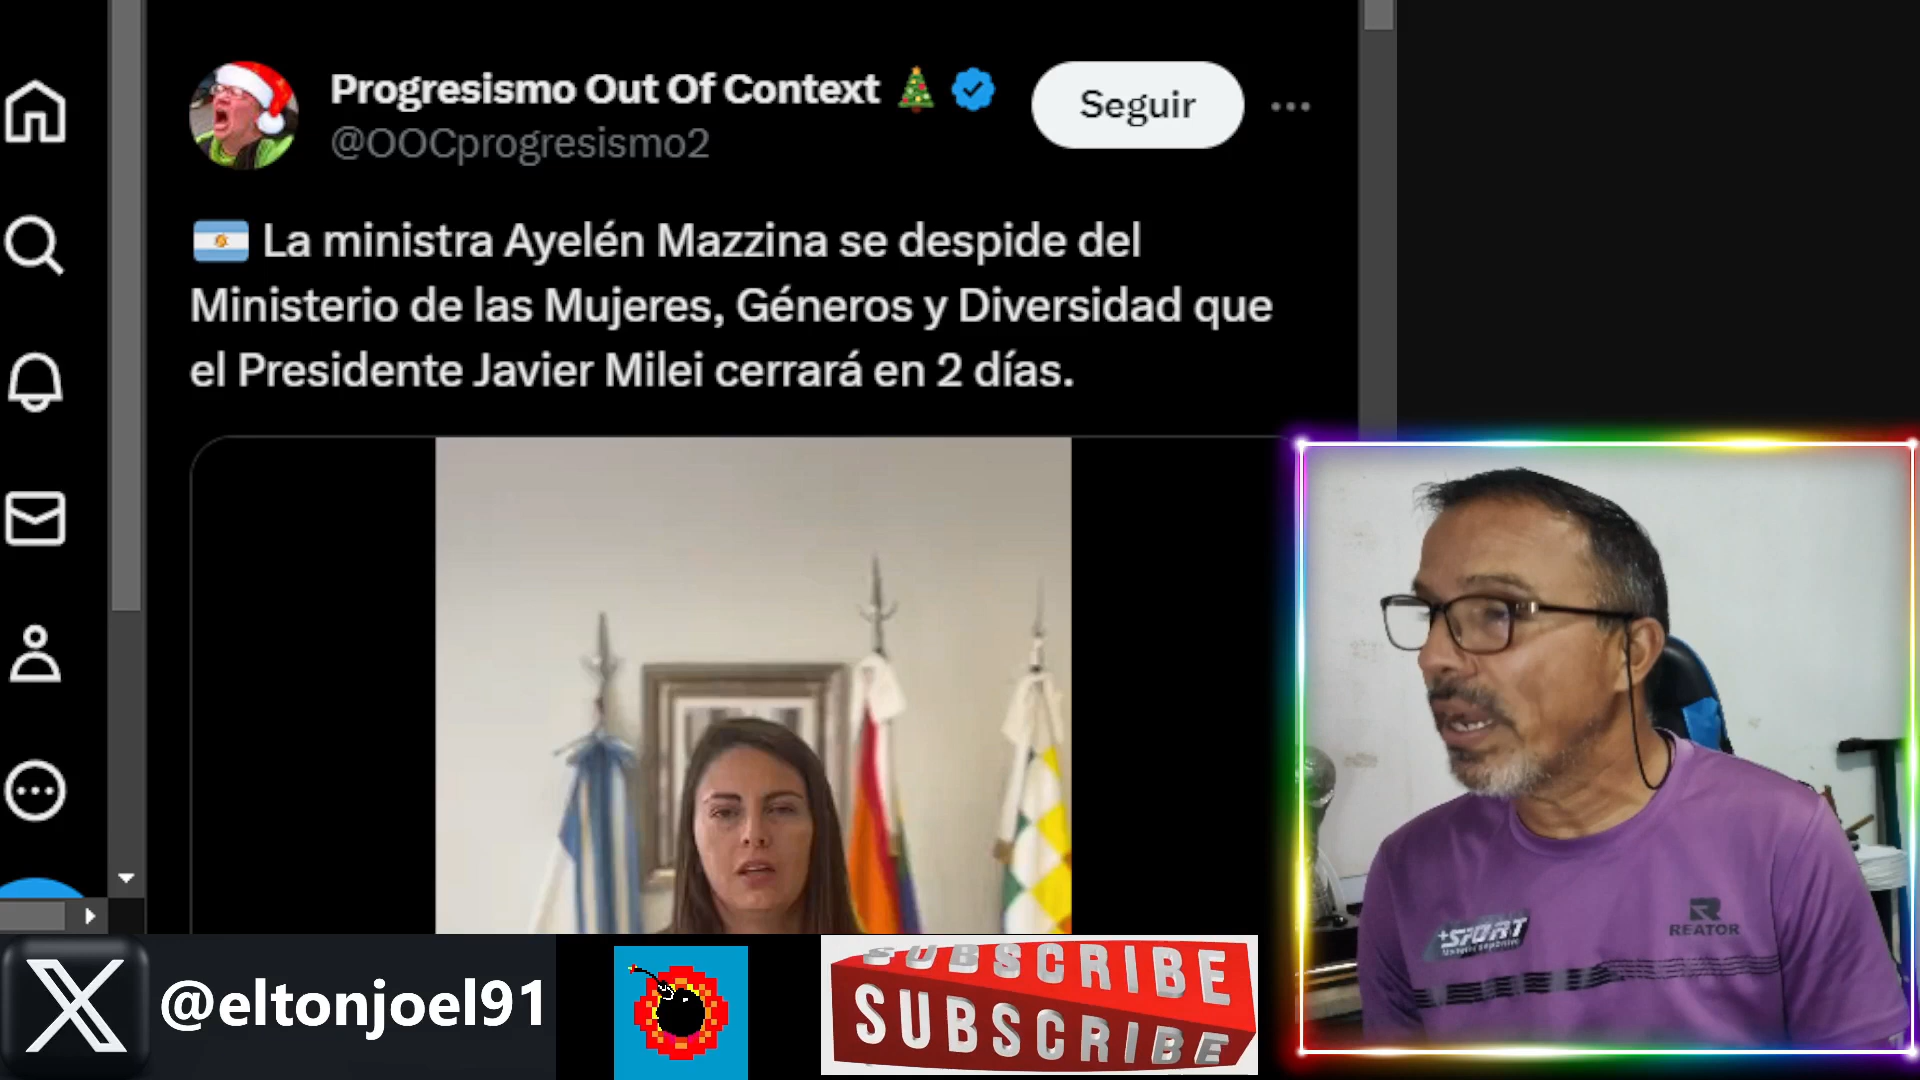 Progresismo Out Of Context
@OOCprogresismo2
Seguir
La ministra Ayelén Mazzina se despide del
Ministerio de las Mujeres, Géneros y Diversidad que
el Presidente Javier Milei cerrará en 2 días.
+SPORT
REATOR
@eltonjoel91
SUBSCRIBE
SUBSCRIBE